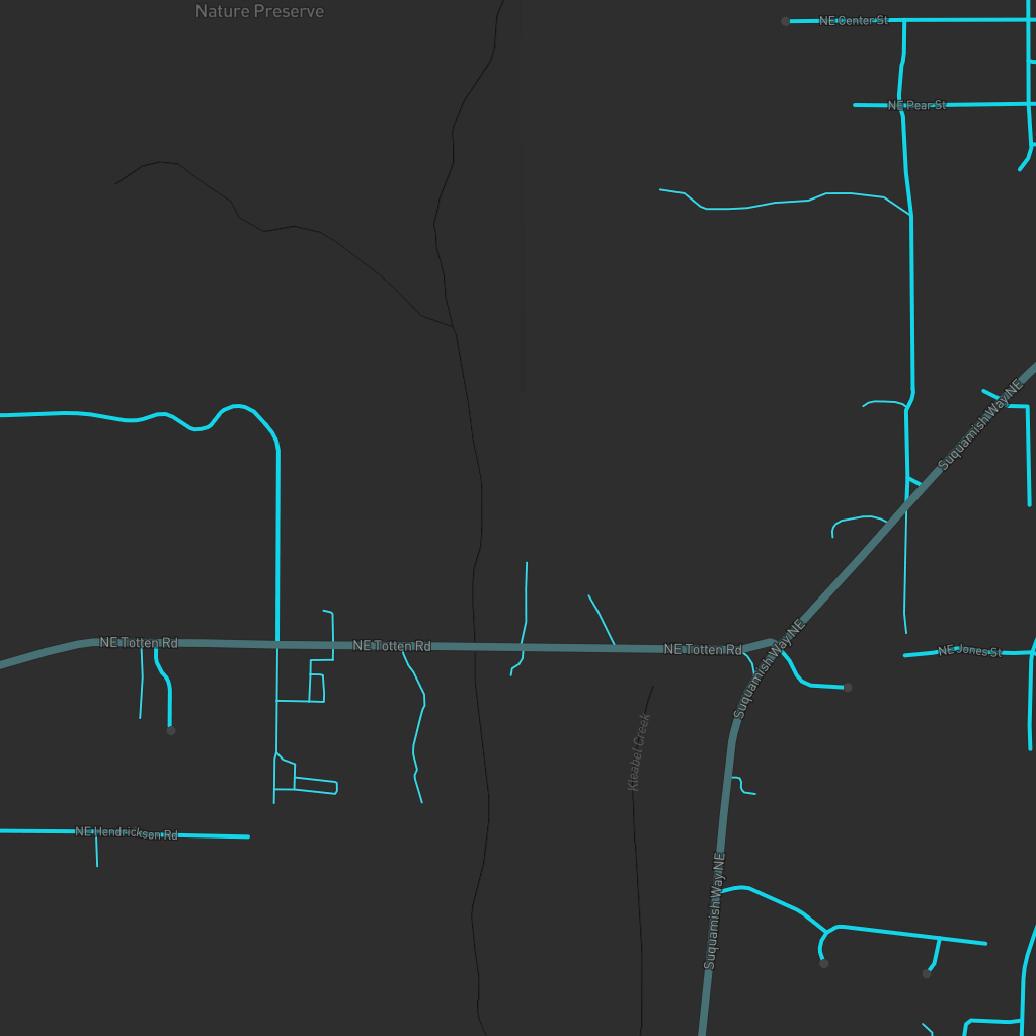 Nature Preserve
NE Center St
NE Pear St
Suquamish Way NE
NE Totten Rd
NE Totten Rd
NE Totten Rd
Suquamish Way NE
NE Jones St
Kleabel Creek
NE Hendrickson Rd
Suquamish Way NE